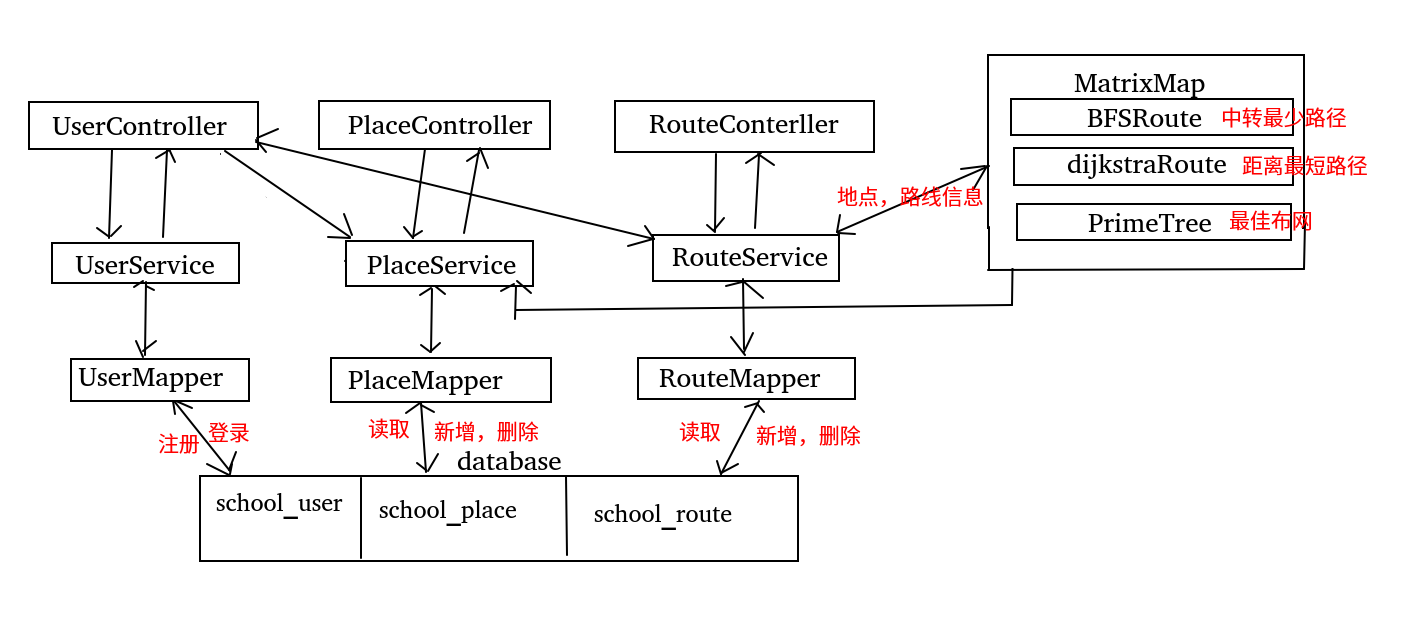 MatrixMap
UserController
PlaceController
RouteConterller
BFSRoute 中转最少路径
dijkstraRoute 距离最短路径
地点，路线信息
PrimeTree 最佳布网
UserService
PlaceService
RouteService
UserMapper
PlaceMapper
RouteMapper
注册 登录
读取 新增，删除
读取 新增，删除
database
school_user
school_place
school_route